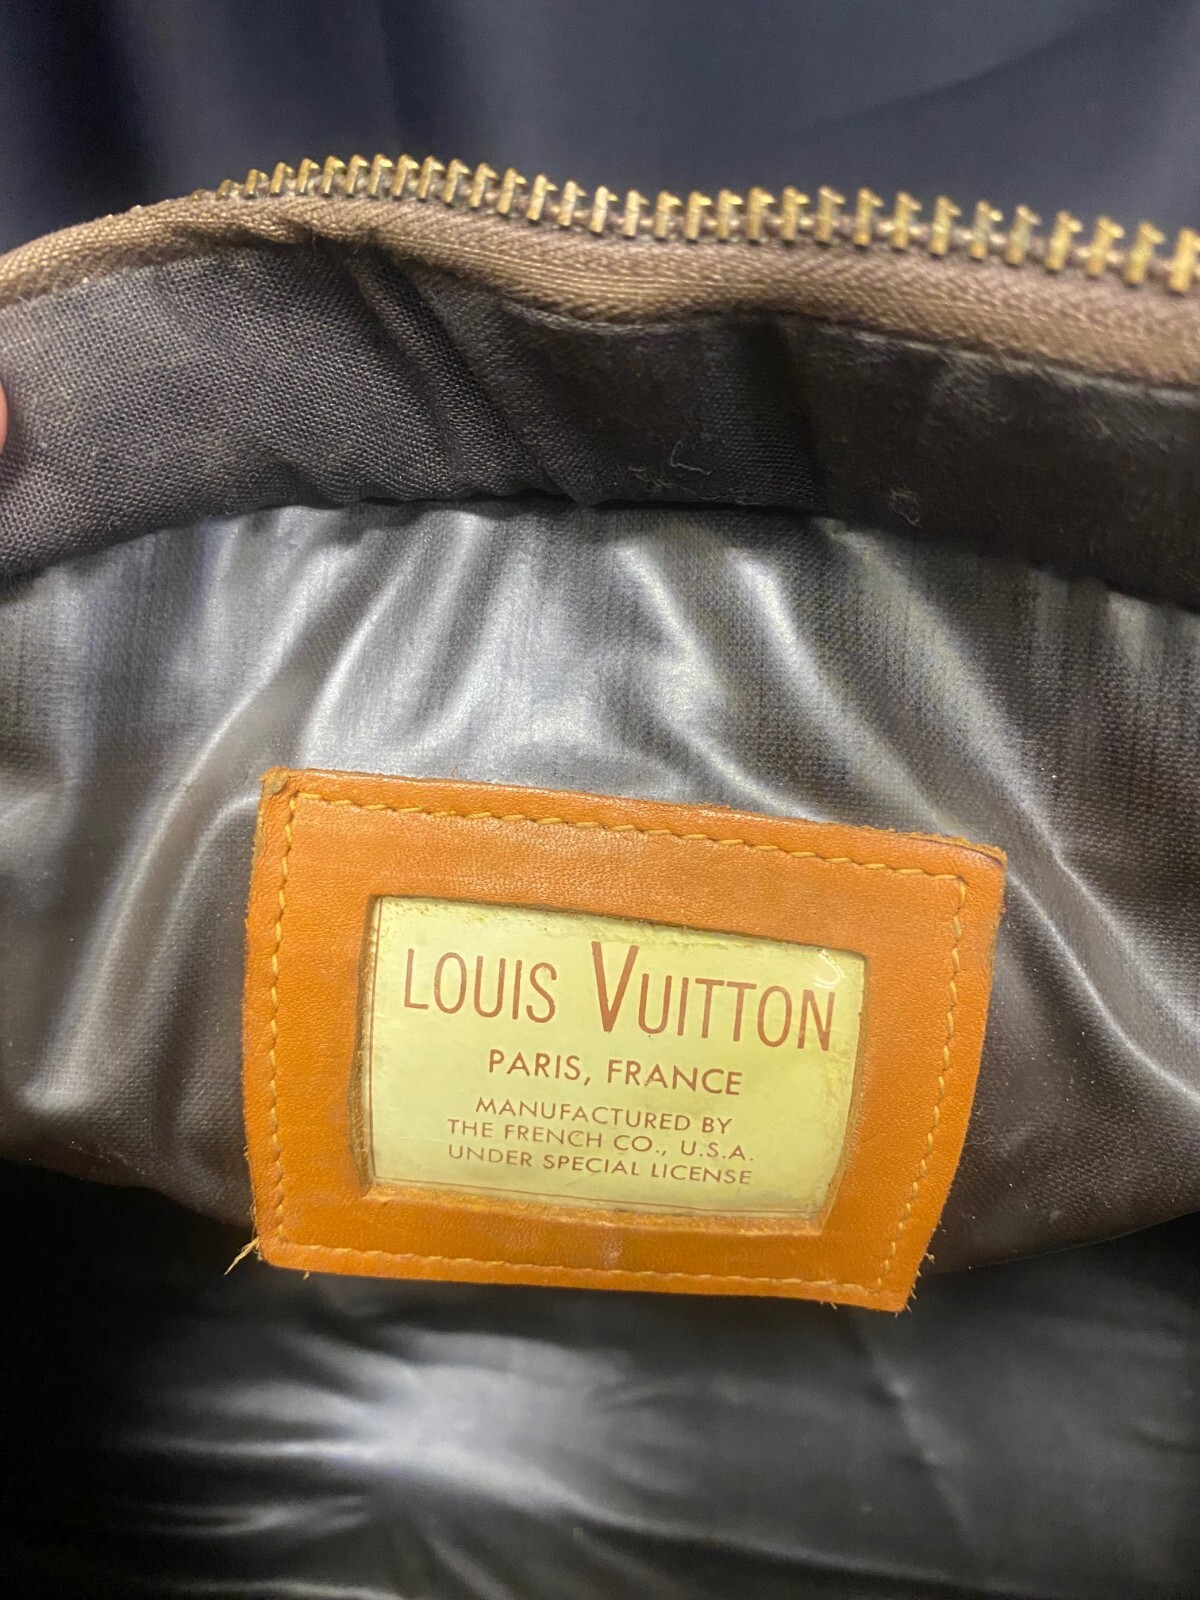 LOUIS VUITTON
PARIS, FRANCE
MANUFACTURED BY
THE FRENCH CO., U.S.A.
UNDER SPECIAL LICENSE